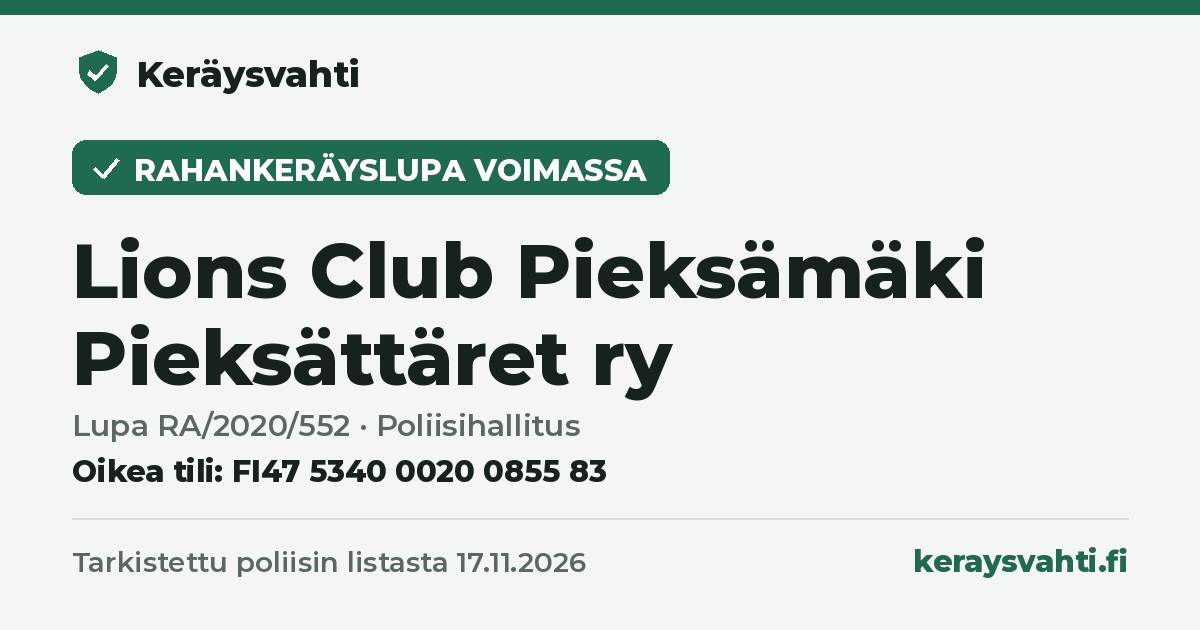 Keräysvahti
RAHANKERÄYSLUPA VOIMASSA
Lions Club Pieksämäki
Pieksättäret ry
Lupa RA/2020/552 · Poliisihallitus
Oikea tili: FI47 5340 0020 0855 83
Tarkistettu poliisin listasta 17.11.2026
keraysvahti.fi